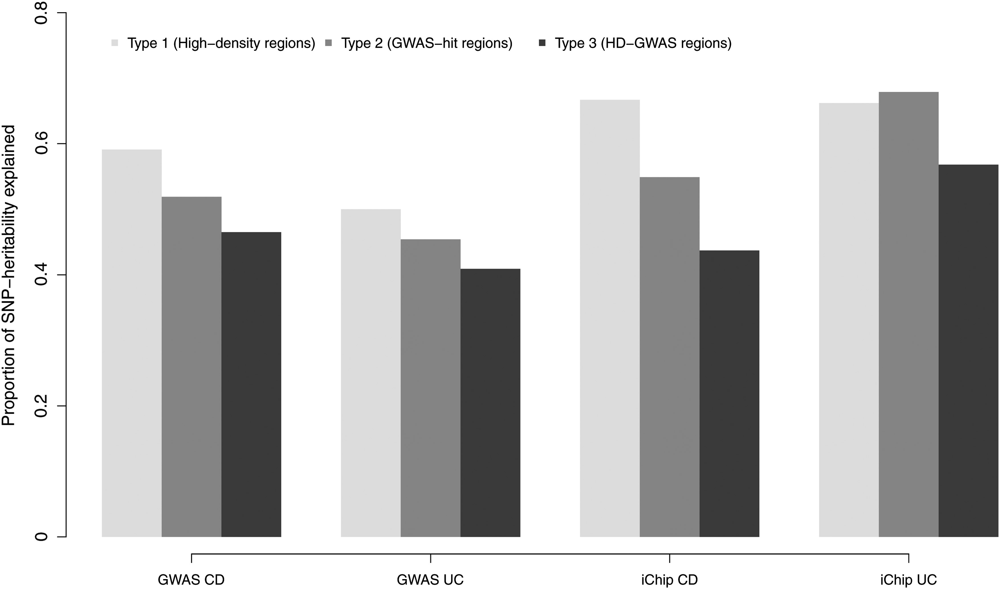 Proportion of SNP–heritability explained
0.8
0.6
0.4
0.2
0
Type 1 (High–density regions) Type 2 (GWAS–hit regions) Type 3 (HD–GWAS regions)
GWAS CD GWAS UC iChip CD iChip UC